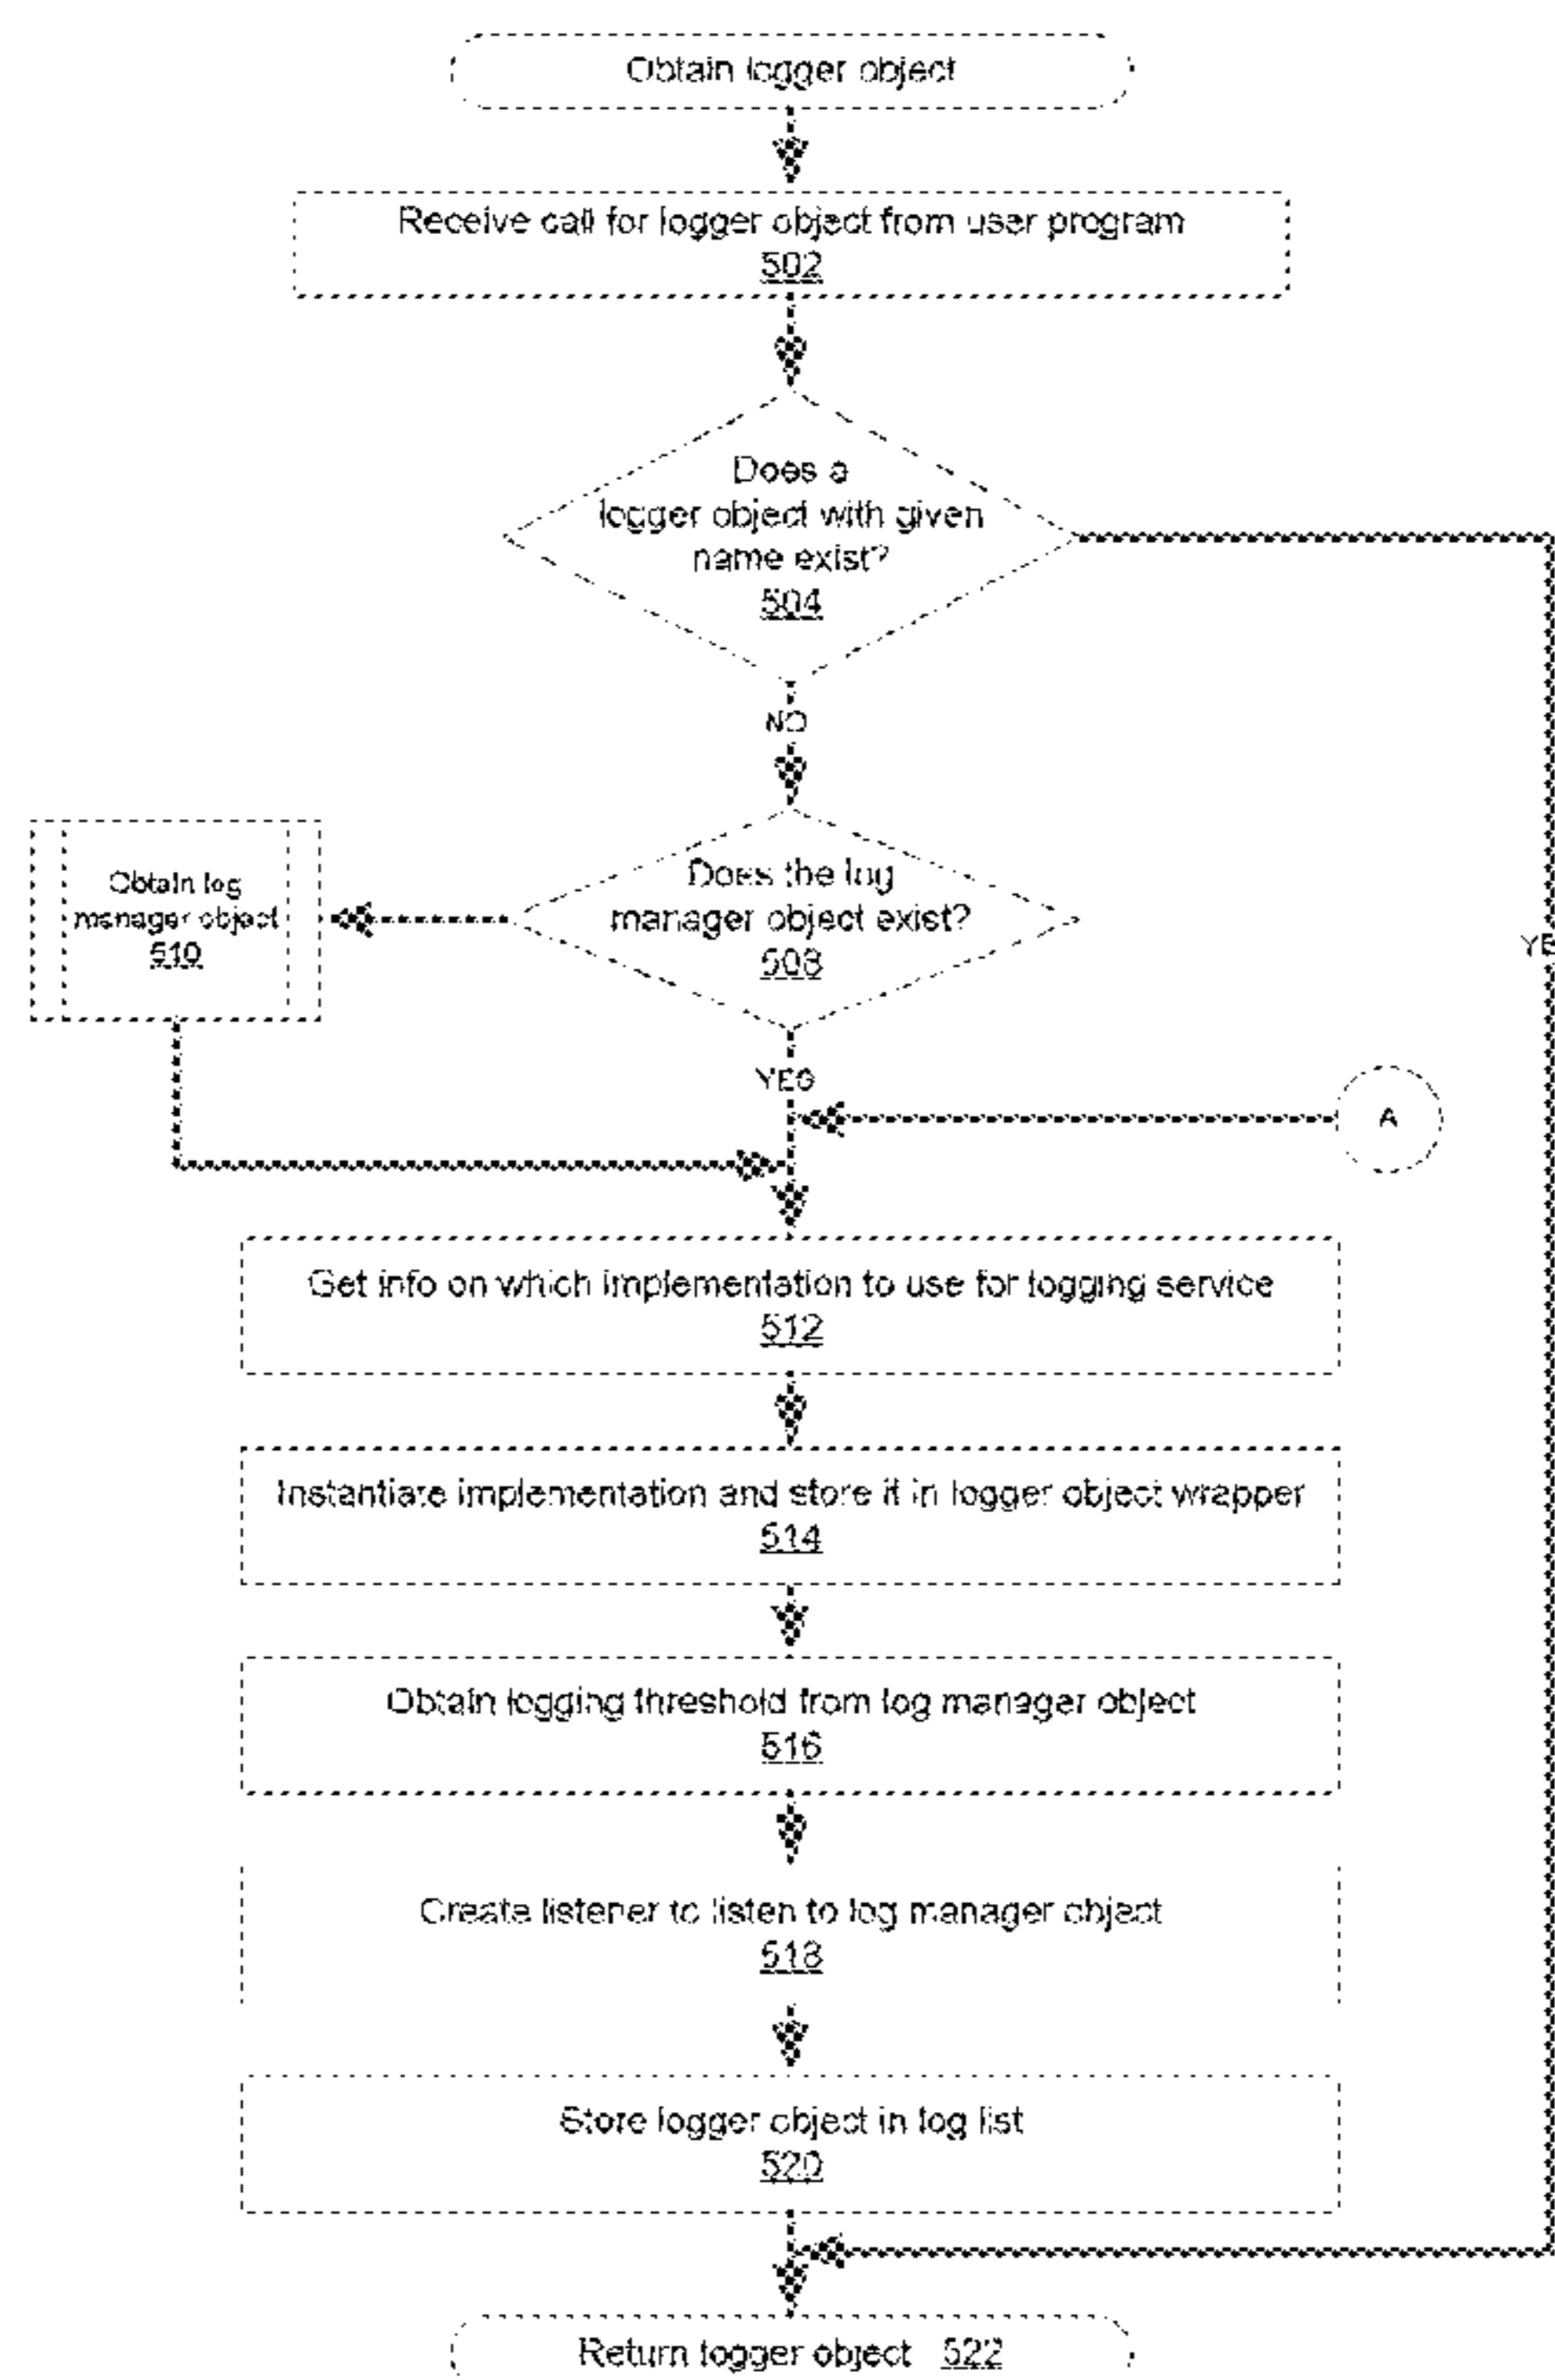 Obtain logger object
Receive call for logger object from user program
502
Does a
logger object with given
name exist?
504
NO
Does the log
manager object exist?
508
Obtain log
manager object
510
YE
YES
A
Get info on which implementation to use for logging service
512
Instantiate implementation and store it in logger object wrapper
514
Obtain logging threshold from log manager object
516
Create listener to listen to log manager object
518
Store logger object in log list
520
Return logger object 522